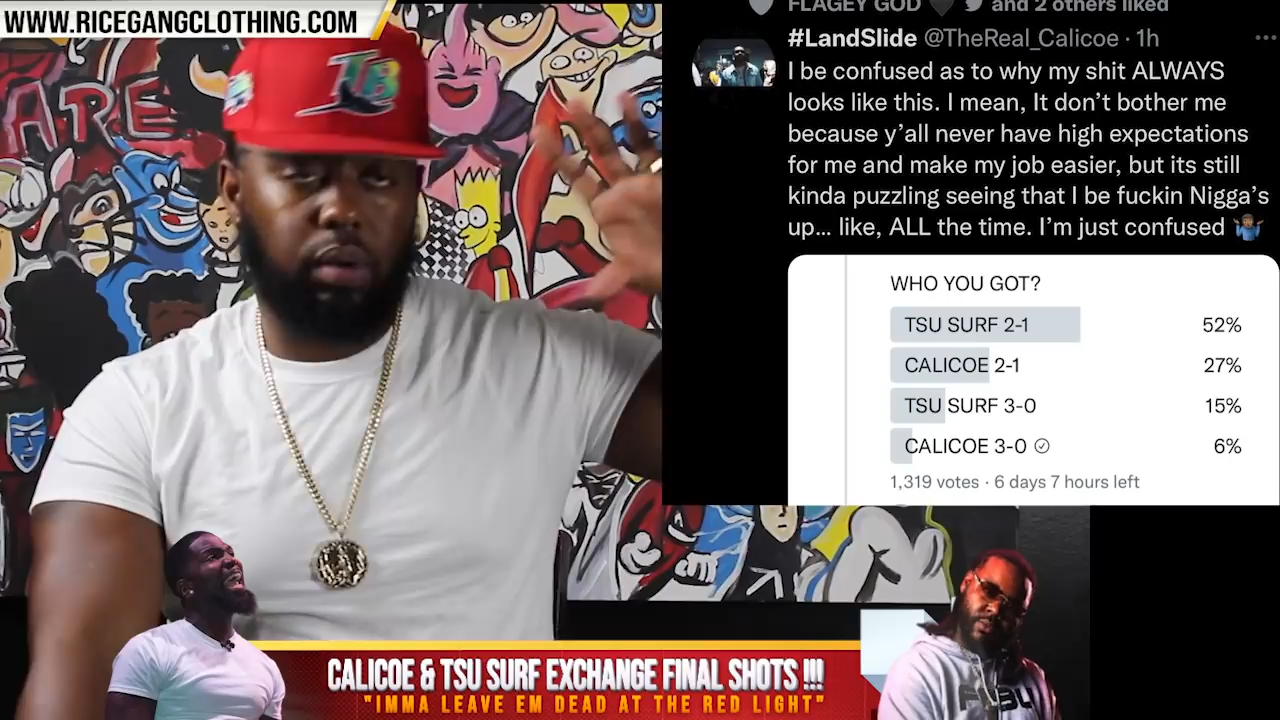 WWW.RICEGANGCLOTHING.COM
FLAGEY GOD and 2 others liked
#LandSlide @TheReal_Calicoe · 1h
I be confused as to why my shit ALWAYS
looks like this. I mean, It don't bother me
because y'all never have high expectations
for me and make my job easier, but its still
kinda puzzling seeing that I be fuckin Nigga's
up... like, ALL the time. I'm just confused
WHO YOU GOT?
TSU SURF 2-1 52%
CALICOE 2-1 27%
TSU SURF 3-0 15%
CALICOE 3-0 6%
1,319 votes · 6 days 7 hours left
ARE
TB
CALICOE & TSU SURF EXCHANGE FINAL SHOTS !!!
"IMMA LEAVE EM DEAD AT THE RED LIGHT"